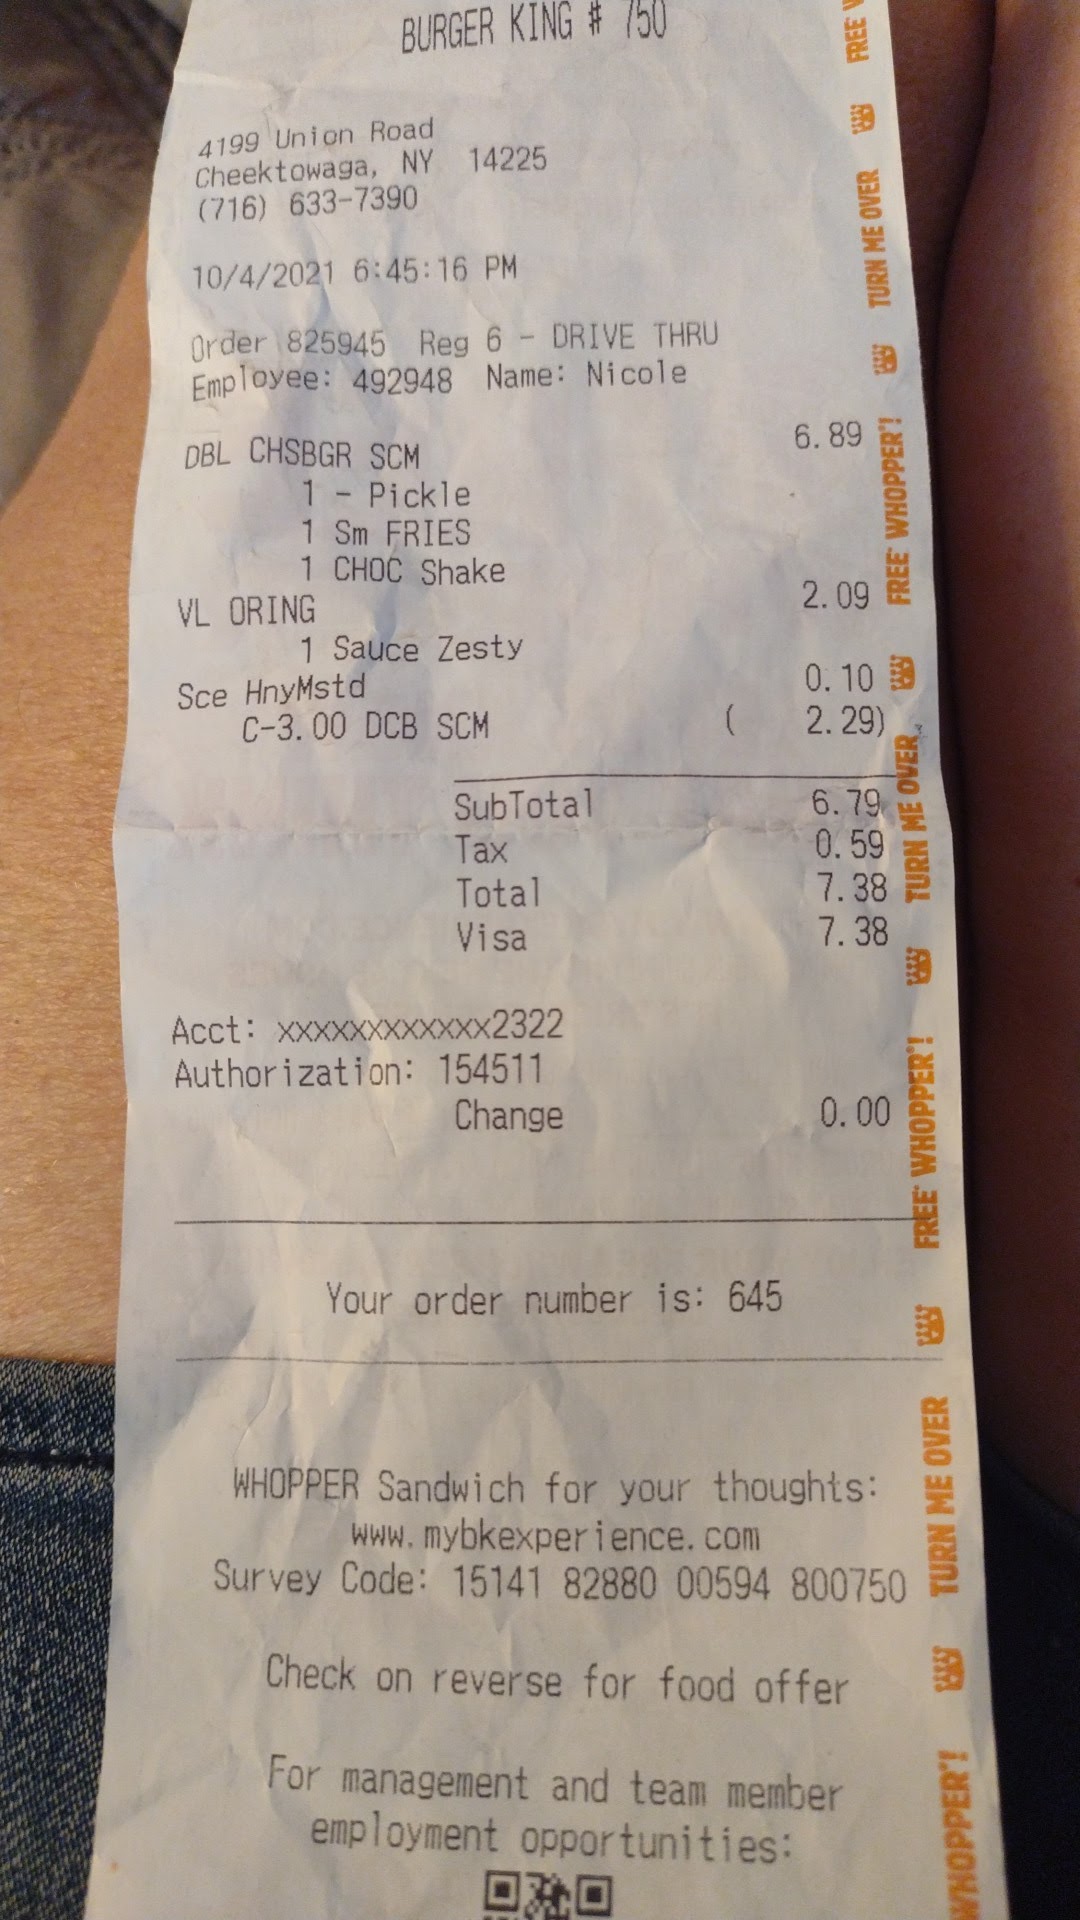 BURGER KING # 750
4199 Union Road
Cheektowaga, NY 14225
(716) 633-7390
10/4/2021 6:45:16 PM
Order 825945 Reg 6 - DRIVE THRU
Employee: 492948 Name: Nicole
DBL CHSBGR SCM 6.89
1 - Pickle
1 Sm FRIES
1 CHOC Shake
VL ORING 2.09
1 Sauce Zesty
Sce HnyMstd 0.10
C-3.00 DCB SCM ( 2.29)
SubTotal 6.79
Tax 0.59
Total 7.38
Visa 7.38
Acct: xxxxxxxxxxxx2322
Authorization: 154511
Change 0.00
Your order number is: 645
WHOPPER Sandwich for your thoughts:
www.mybkexperience.com
Survey Code: 15141 82880 00594 800750
Check on reverse for food offer
For management and team member
employment opportunities:
FREE W
TURN ME OVER
FREE WHOPPER!
TURN ME OVER
FREE WHOPPER!
TURN ME OVER
WHOPPER!